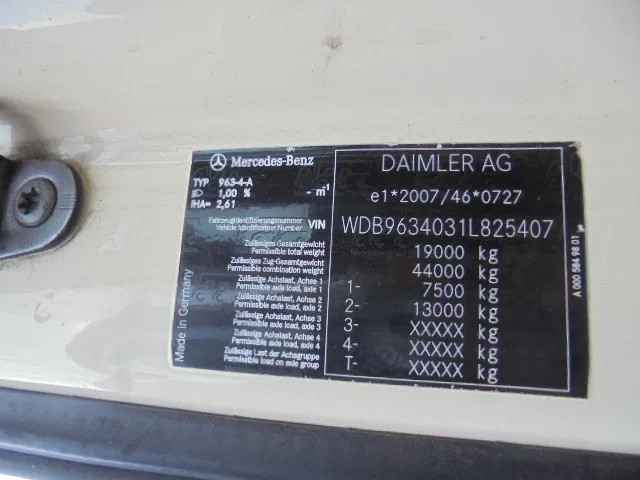 Mercedes-Benz
DAIMLER AG
TYP 963-4-A
1,00 % - m⁻¹
IHA= 2,61
e1*2007/46*0727
Fahrzeugidentifizierungsnummer
Vehicle Identification Number VIN WDB9634031L825407
Zulässiges Gesamtgewicht
Permissible total weight 19000 kg
Zulässiges Zug-Gesamtgewicht
Permissible combination weight 44000 kg
Zulässige Achslast, Achse 1
Permissible axle load, axle 1 1- 7500 kg
Zulässige Achslast, Achse 2
Permissible axle load, axle 2 2- 13000 kg
Zulässige Achslast, Achse 3
Permissible axle load, axle 3 3- XXXXX kg
Zulässige Achslast, Achse 4
Permissible axle load, axle 4 4- XXXXX kg
Zulässige Last der Achsgruppe
Permissible load on axle group T- XXXXX kg
Made in Germany
A 000 584 98 01